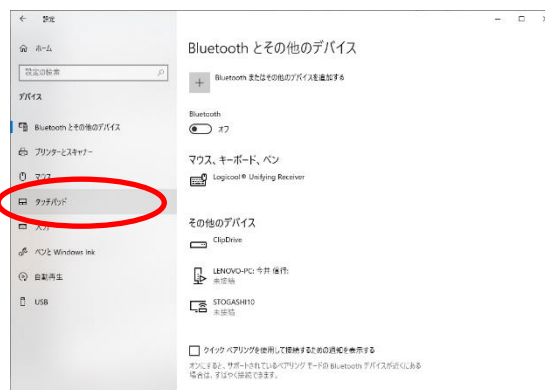 設定
ホーム
設定の検索
デバイス
Bluetooth とその他のデバイス
プリンターとスキャナー
マウス
タッチパッド
入力
ペンと Windows Ink
自動再生
USB
Bluetooth とその他のデバイス
Bluetooth またはその他のデバイスを追加する
Bluetooth
オフ
マウス、キーボード、ペン
Logicool® Unifying Receiver
その他のデバイス
ClipDrive
LENOVO-PC: 今井 信行:
未接続
STOGASHI10
未接続
クイック ペアリングを使用して接続するための通知を表示する
オンにすると、サポートされているペアリング モードの Bluetooth デバイスが近くにある
場合は、すばやく接続できます。